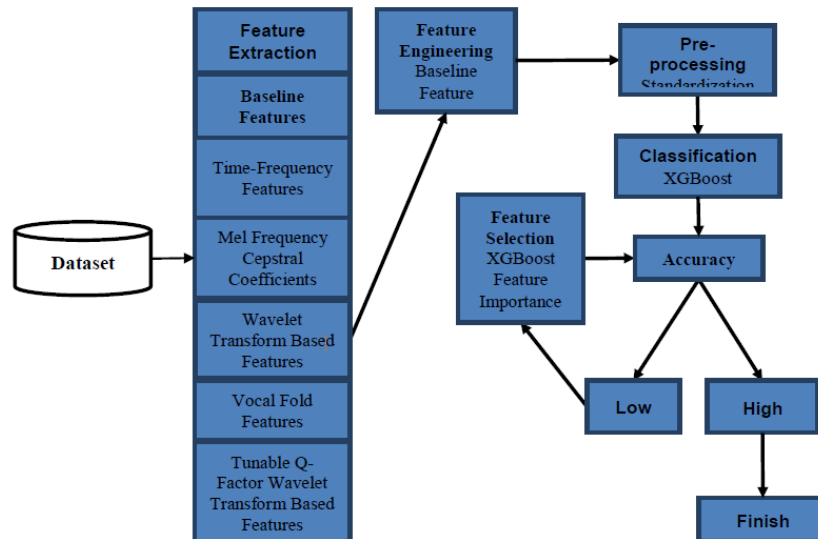 Dataset
Feature
Extraction
Baseline
Features
Time-Frequency
Features
Mel Frequency
Cepstral
Coefficients
Wavelet
Transform Based
Features
Vocal Fold
Features
Tunable Q-
Factor Wavelet
Transform Based
Features
Feature
Engineering
Baseline
Feature
Pre-
processing
Standardization
Classification
XGBoost
Feature
Selection
XGBoost
Feature
Importance
Accuracy
Low
High
Finish